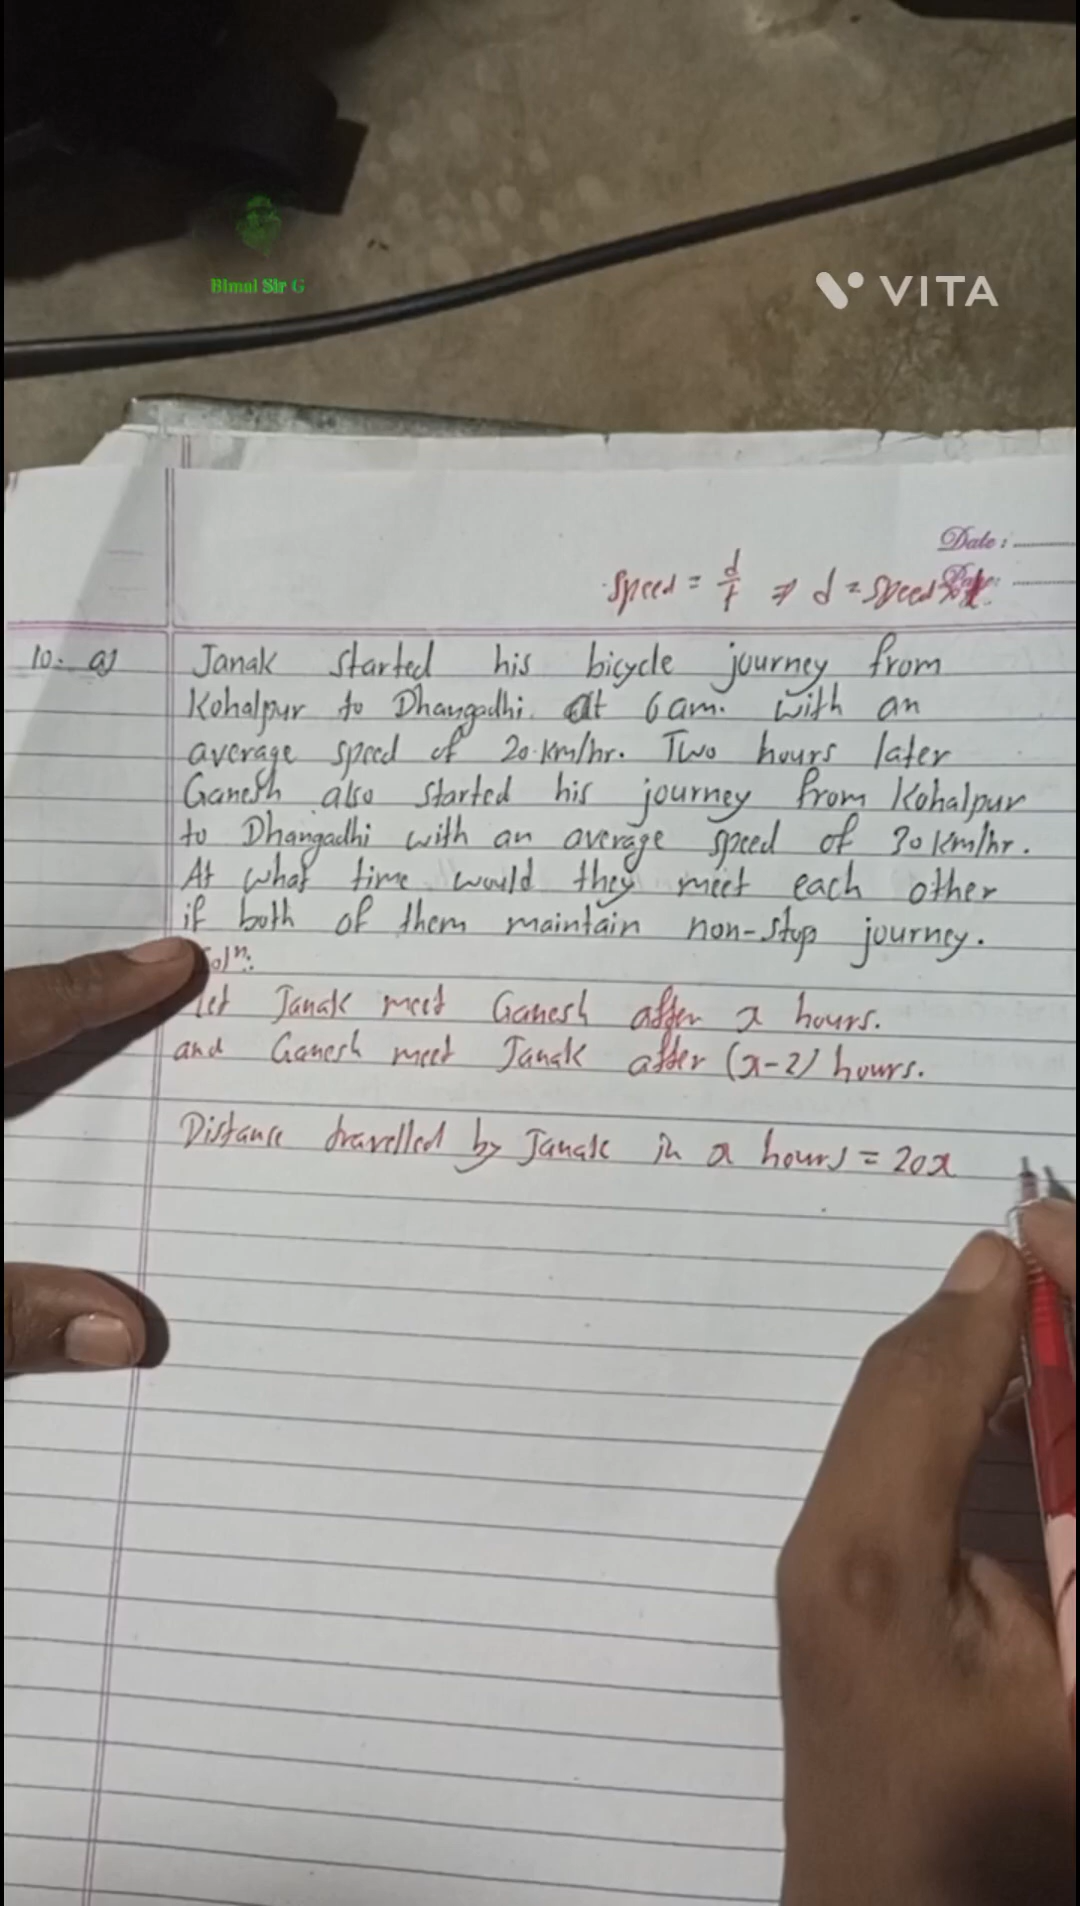 Bimal Sir G
VITA
Date:
speed = d/t ⇒ d = speed × t.
10. a) Janak started his bicycle journey from
Kohalpur to Dhangadhi. At 6 am. with an
average speed of 20 km/hr. Two hours later
Ganesh also started his journey from Kohalpur
to Dhangadhi with an average speed of 30 km/hr.
At what time would they meet each other
if both of them maintain non-stop journey.
Solⁿ:
Let Janak meet Ganesh after x hours.
and Ganesh meet Janak after (x-2) hours.
Distance travelled by Janak in x hours = 20x